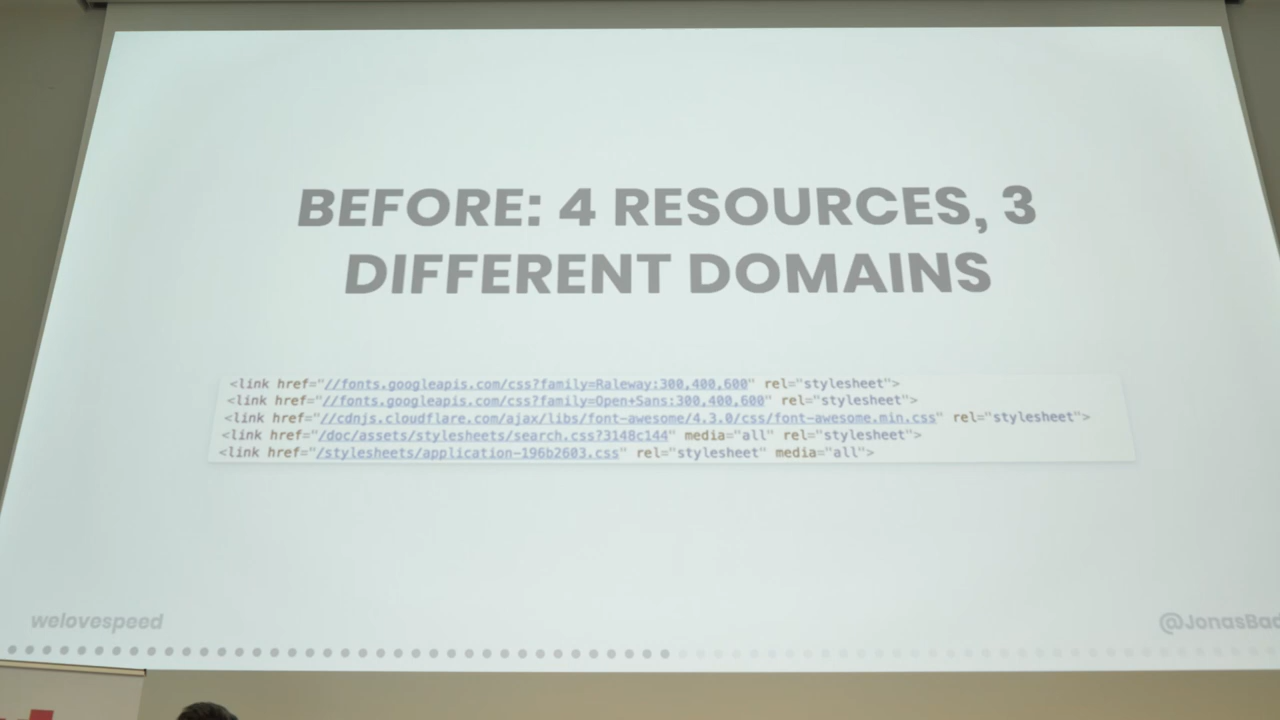 BEFORE: 4 RESOURCES, 3
DIFFERENT DOMAINS
<link href="//fonts.googleapis.com/css?family=Raleway:300,400,600" rel="stylesheet">
<link href="//fonts.googleapis.com/css?family=Open+Sans:300,400,600" rel="stylesheet">
<link href="//cdnjs.cloudflare.com/ajax/libs/font-awesome/4.3.0/css/font-awesome.min.css" rel="stylesheet">
<link href="/doc/assets/stylesheets/search.css?3148c144" media="all" rel="stylesheet">
<link href="/stylesheets/application-196b2603.css" rel="stylesheet" media="all">
welovespeed
@JonasBad